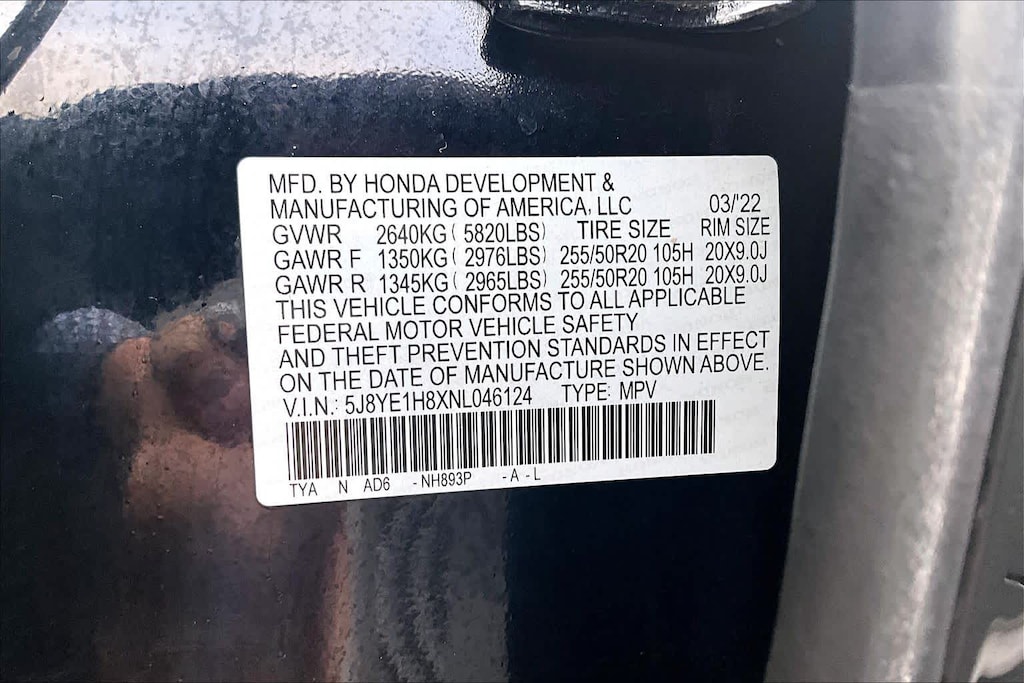 MFD. BY HONDA DEVELOPMENT &
MANUFACTURING OF AMERICA, LLC 03/'22
GVWR 2640KG ( 5820LBS) TIRE SIZE RIM SIZE
GAWR F 1350KG ( 2976LBS) 255/50R20 105H 20X9.0J
GAWR R 1345KG ( 2965LBS) 255/50R20 105H 20X9.0J
THIS VEHICLE CONFORMS TO ALL APPLICABLE
FEDERAL MOTOR VEHICLE SAFETY
AND THEFT PREVENTION STANDARDS IN EFFECT
ON THE DATE OF MANUFACTURE SHOWN ABOVE.
V.I.N.: 5J8YE1H8XNL046124 TYPE: MPV
TYA N AD6 -NH893P -A -L